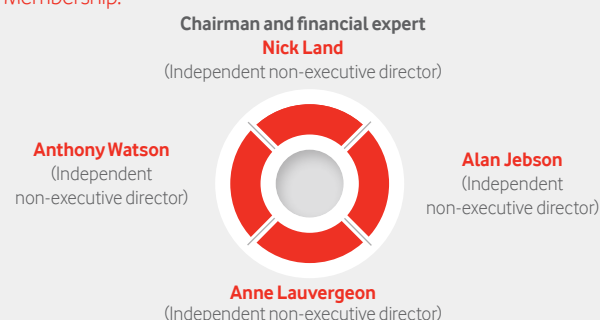 Membership:
Chairman and financial expert
Nick Land
(Independent non-executive director)
Anthony Watson
(Independent
non-executive director)
Alan Jebson
(Independent
non-executive director)
Anne Lauvergeon
(Independent non-executive director)